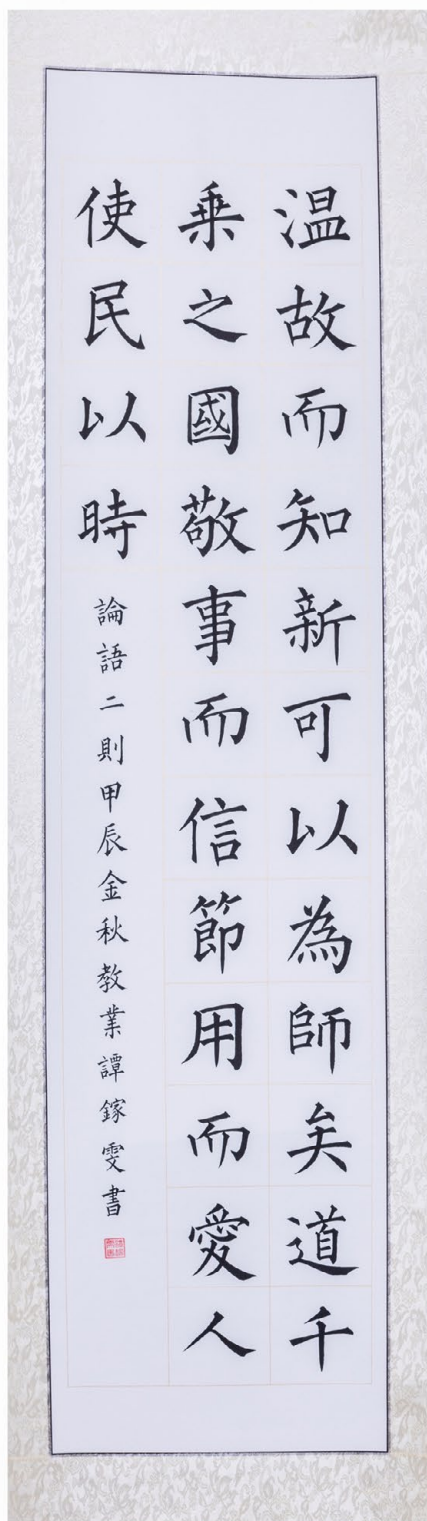 温故而知新可以為師矣道千
乗之國敬事而信節用而愛人
使民以時
論語二則甲辰金秋教業譚鎵雯書